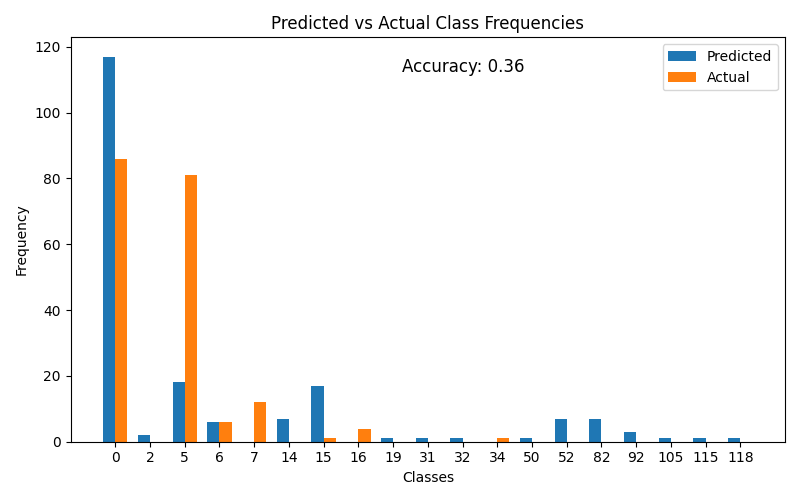 Predicted vs Actual Class Frequencies
Accuracy: 0.36
Predicted
Actual
120
100
80
60
40
20
0
Frequency
0 2 5 6 7 14 15 16 19 31 32 34 50 52 82 92 105 115 118
Classes